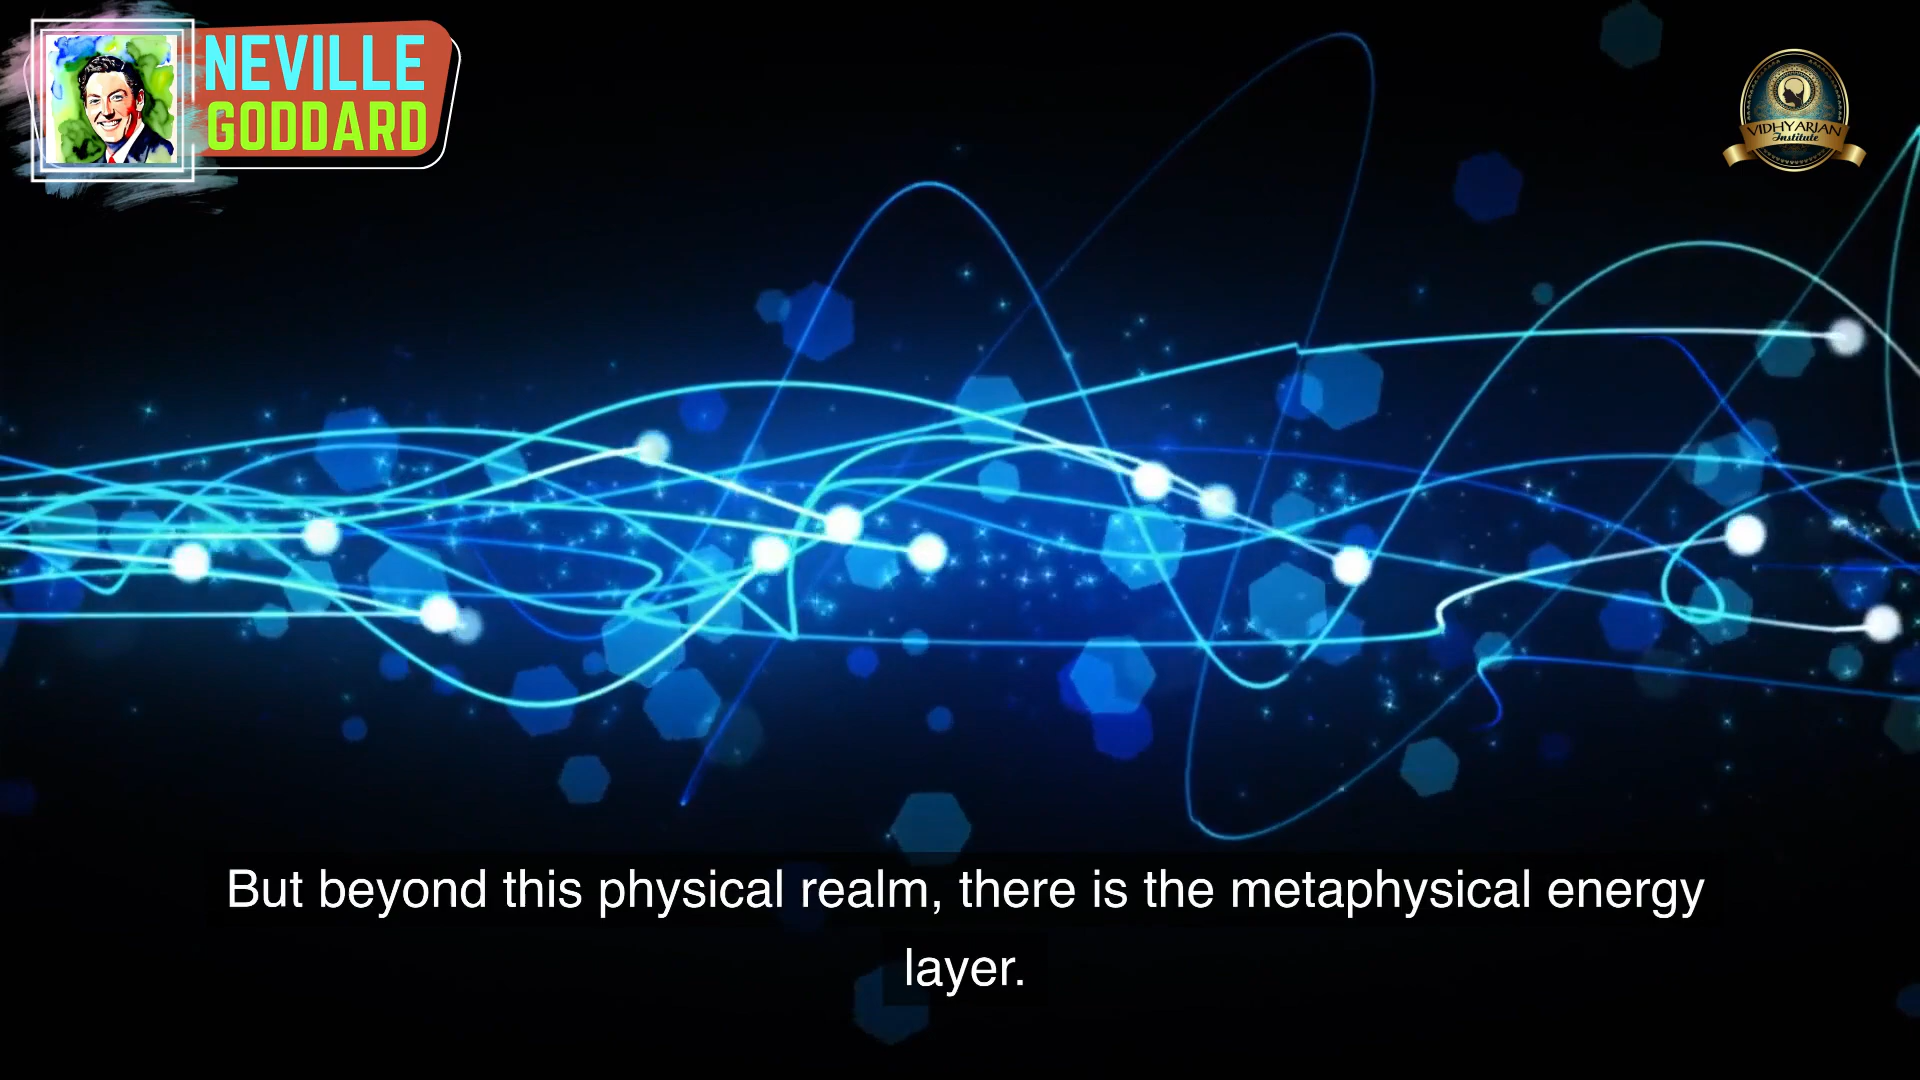 NEVILLE
GODDARD
VIDHYARJAN
Institute
But beyond this physical realm, there is the metaphysical energy
layer.